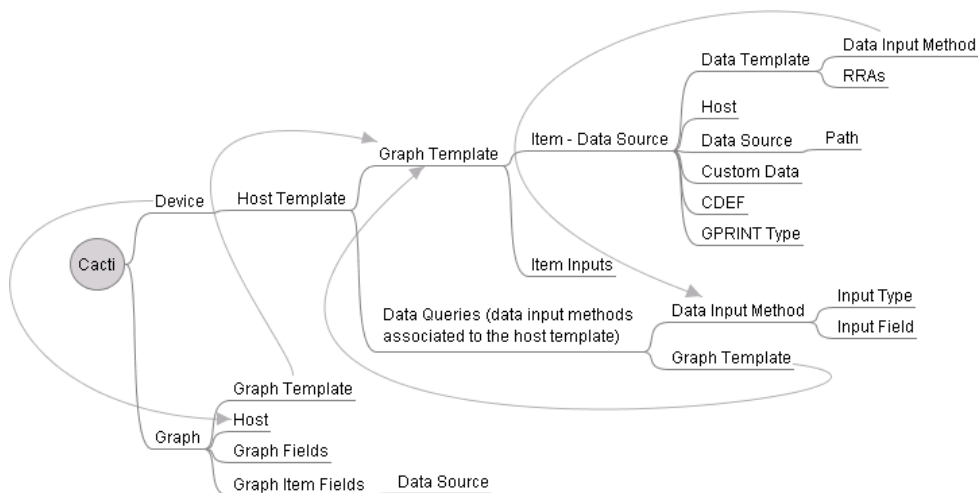 Cacti
Device
Host Template
Graph Template
Item - Data Source
Data Template
Data Input Method
RRAs
Host
Data Source
Path
Custom Data
CDEF
GPRINT Type
Item Inputs
Data Queries (data input methods
associated to the host template)
Data Input Method
Input Type
Input Field
Graph Template
Graph
Graph Template
Host
Graph Fields
Graph Item Fields
Data Source